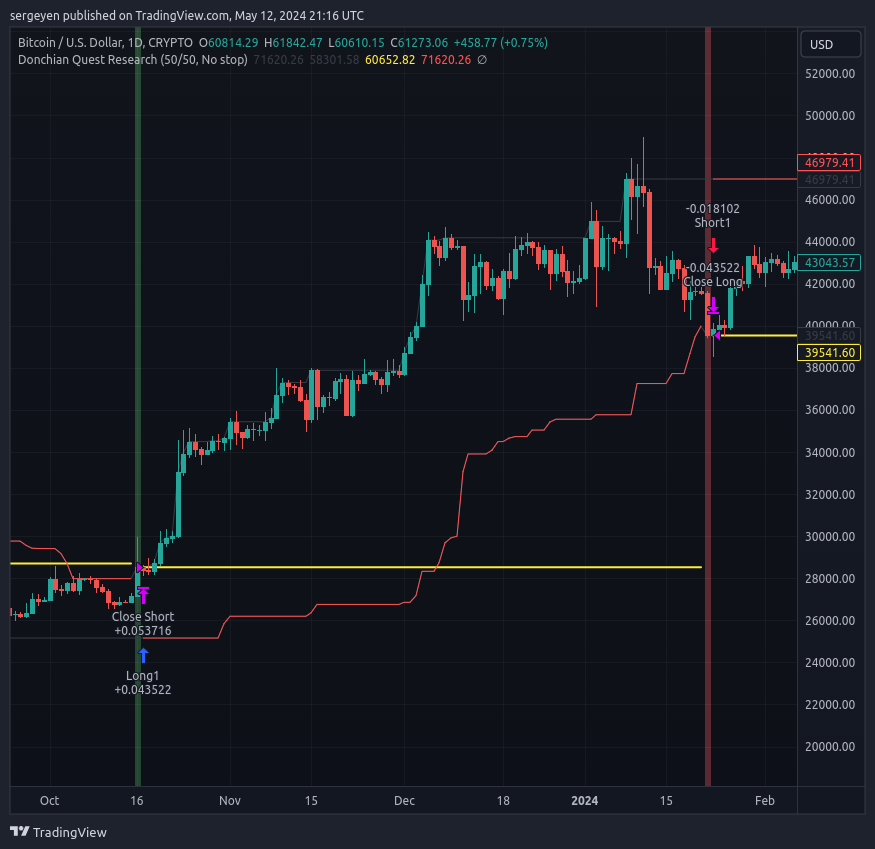 sergeyen published on TradingView.com, May 12, 2024 21:16 UTC
Bitcoin / U.S. Dollar, 1D, CRYPTO O60814.29 H61842.47 L60610.15 C61273.06 +458.77 (+0.75%)
USD
Donchian Quest Research (50/50, No stop) 71620.26 58301.58 60652.82 71620.26 ∅
52000.00
50000.00
46979.41
46979.41
46000.00
-0.018102
Short1
44000.00
43043.57
-0.043522
Close Long
42000.00
40000.00
39541.60
39541.60
38000.00
36000.00
34000.00
32000.00
30000.00
28000.00
Close Short
+0.053716
26000.00
24000.00
Long1
+0.043522
22000.00
20000.00
Oct 16 Nov 15 Dec 18 2024 15 Feb
TradingView